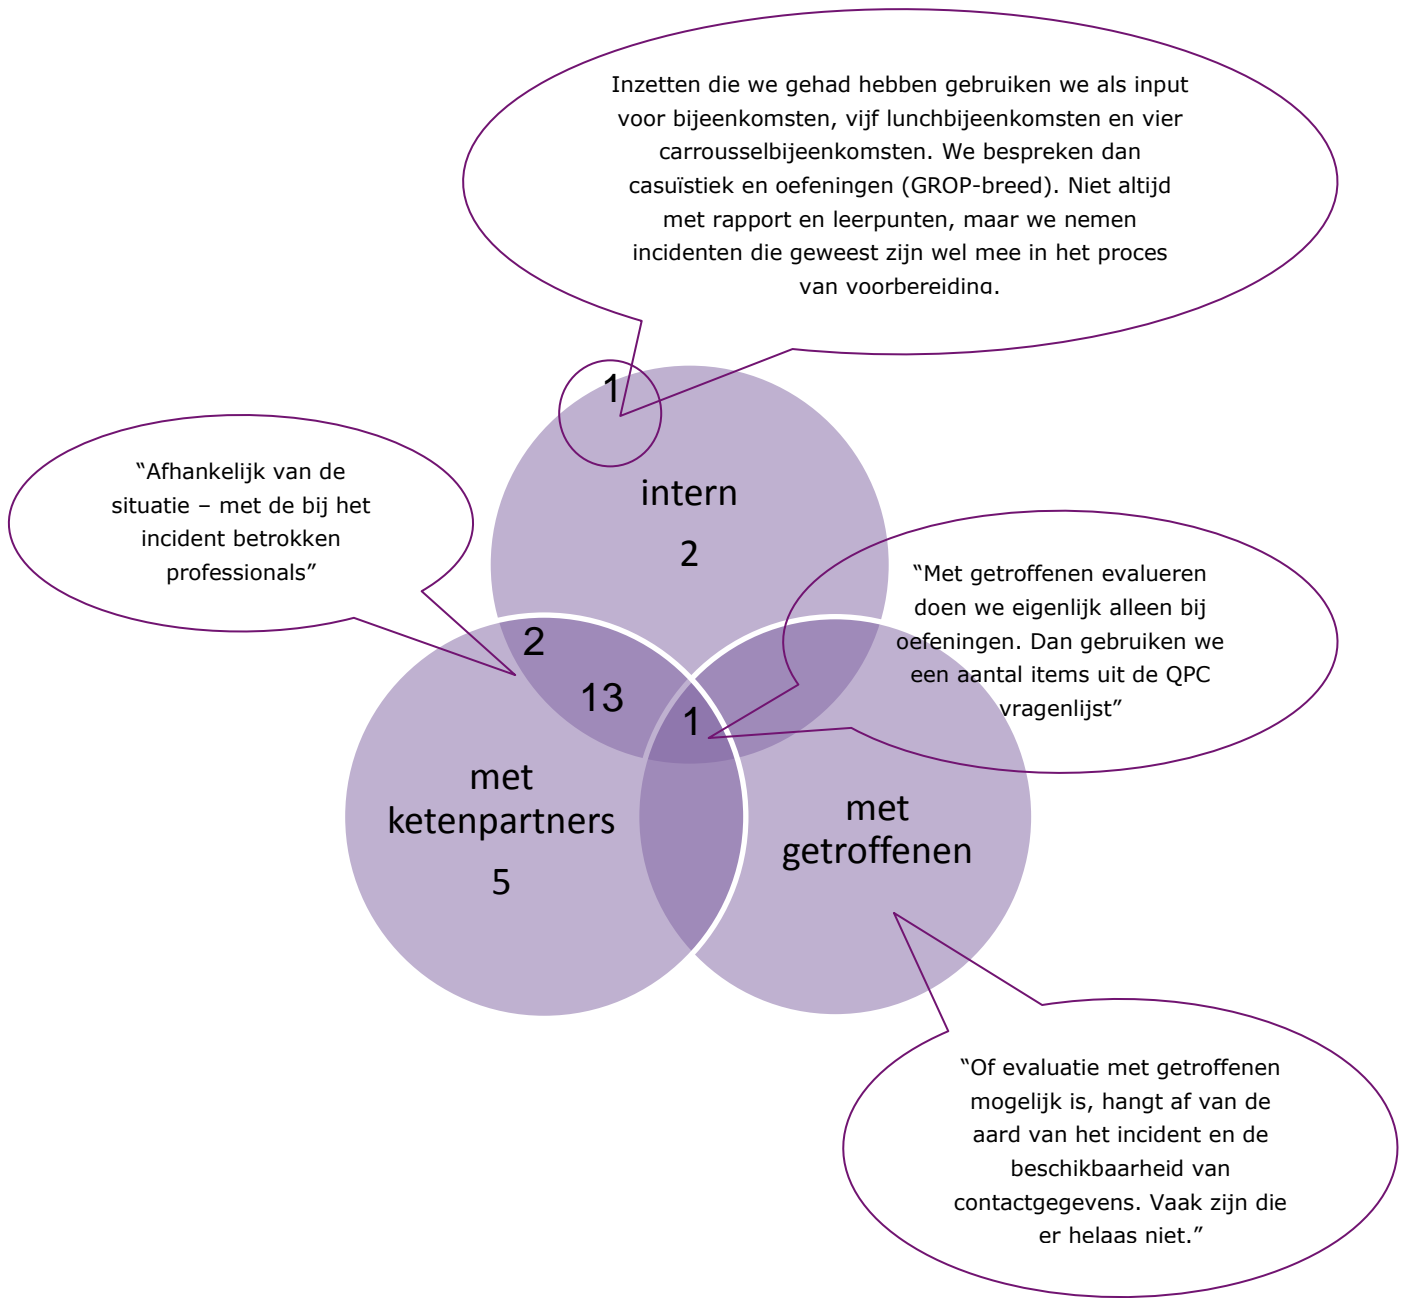 Inzetten die we gehad hebben gebruiken we als input
voor bijeenkomsten, vijf lunchbijeenkomsten en vier
carrousselbijeenkomsten. We bespreken dan
casuïstiek en oefeningen (GROP-breed). Niet altijd
met rapport en leerpunten, maar we nemen
incidenten die geweest zijn wel mee in het proces
van voorbereiding.
1
“Afhankelijk van de
situatie – met de bij het
incident betrokken
professionals”
intern
2
“Met getroffenen evalueren
doen we eigenlijk alleen bij
oefeningen. Dan gebruiken we
een aantal items uit de QPC
vragenlijst”
2
13
1
met
ketenpartners
5
met
getroffenen
“Of evaluatie met getroffenen
mogelijk is, hangt af van de
aard van het incident en de
beschikbaarheid van
contactgegevens. Vaak zijn die
er helaas niet.”